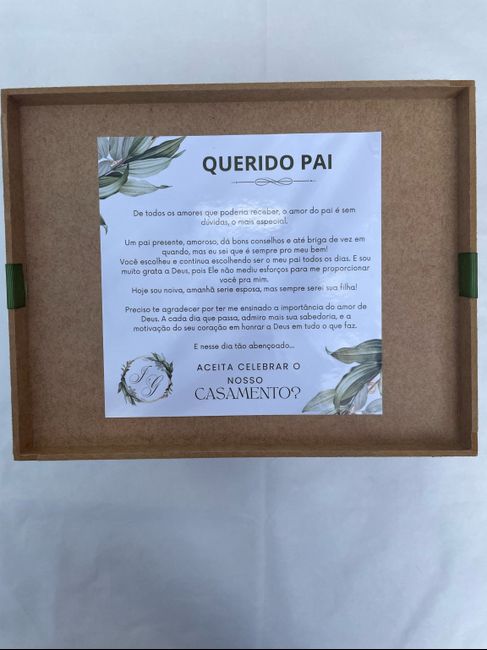 QUERIDO PAI
De todos os amores que poderia receber, o amor do pai é sem
dúvidas, o mais especial.
Um pai presente, amoroso, dá bons conselhos e até briga de vez em
quando, mas eu sei que é sempre pro meu bem!
Você escolheu e continua escolhendo ser o meu pai todos os dias. E sou
muito grata a Deus, pois Ele não mediu esforços para me proporcionar
você pra mim.
Hoje sou noiva, amanhã serie esposa, mas sempre serei sua filha!
Preciso te agradecer por ter me ensinado a importância do amor de
Deus. A cada dia que passa, admiro mais sua sabedoria, e a
motivação do seu coração em honrar a Deus em tudo o que faz.
E nesse dia tão abençoado...
ACEITA CELEBRAR O
NOSSO
CASAMENTO?
IG